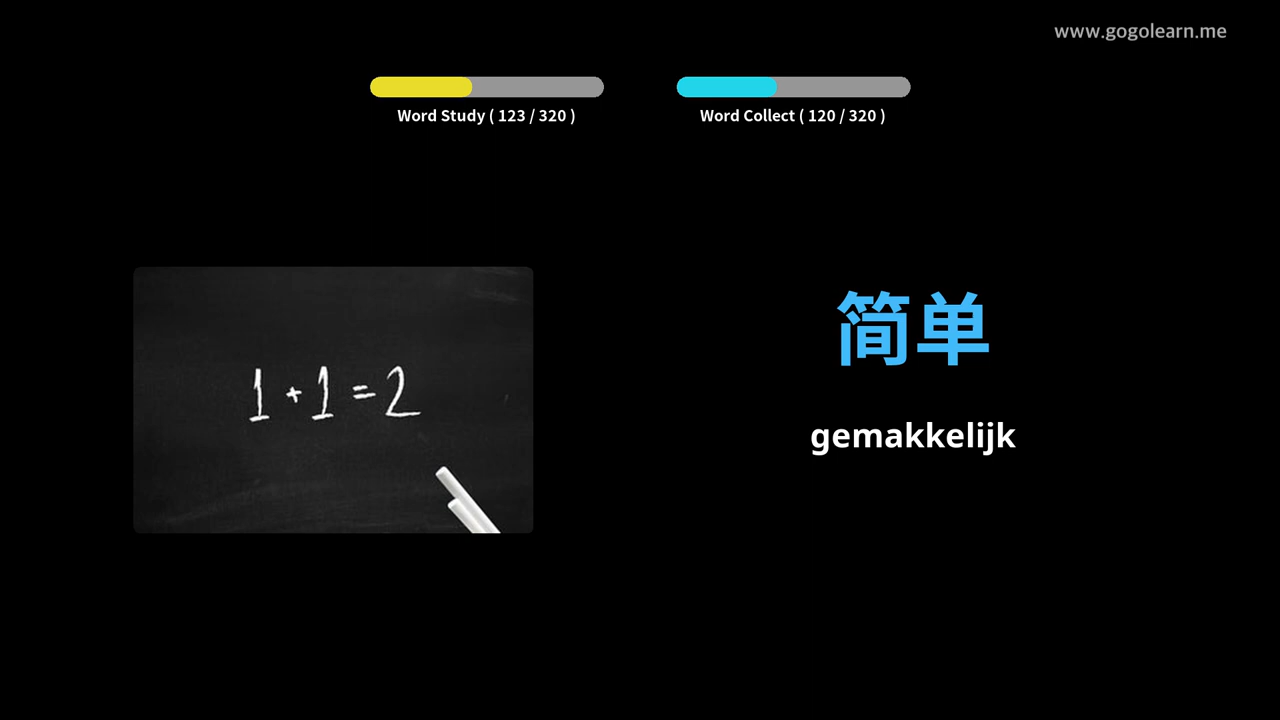 www.gogolearn.me
Word Study ( 123 / 320 )
Word Collect ( 120 / 320 )
1 + 1 = 2
简单
gemakkelijk